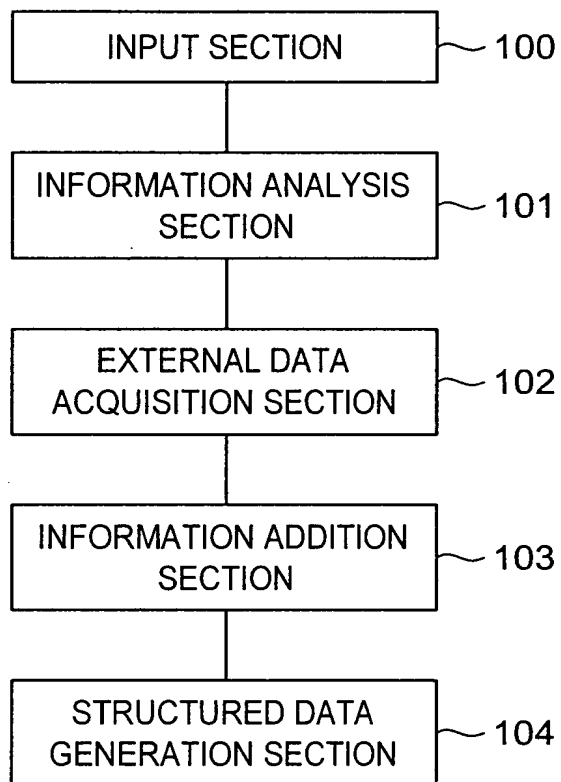 INPUT SECTION
100
INFORMATION ANALYSIS
SECTION
101
EXTERNAL DATA
ACQUISITION SECTION
102
INFORMATION ADDITION
SECTION
103
STRUCTURED DATA
GENERATION SECTION
104